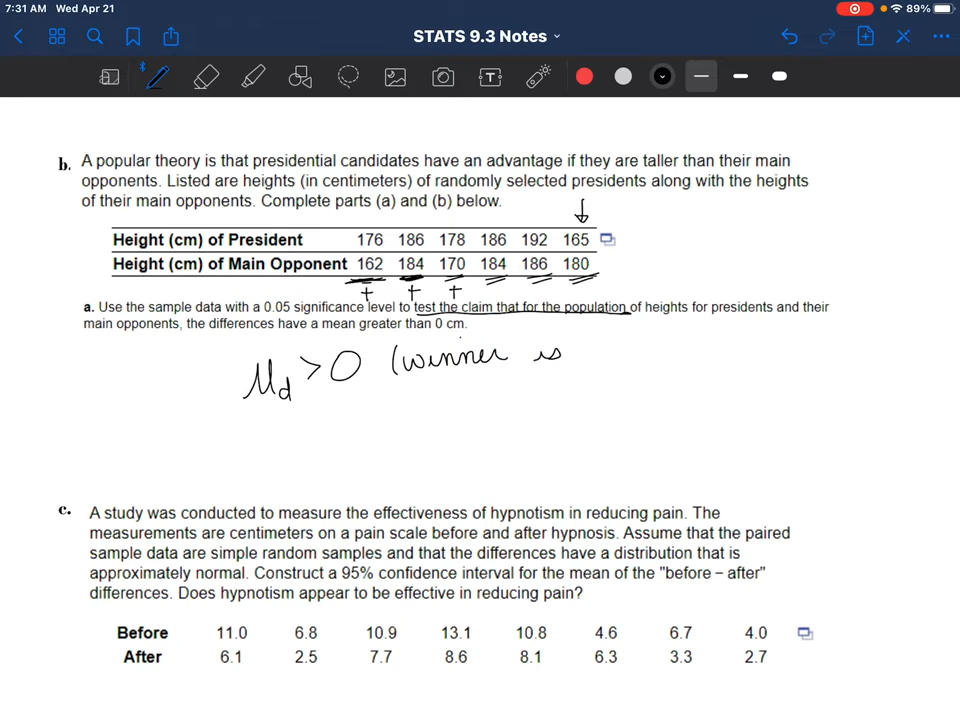 7:31 AM Wed Apr 21
89%
STATS 9.3 Notes
T
b. A popular theory is that presidential candidates have an advantage if they are taller than their main
opponents. Listed are heights (in centimeters) of randomly selected presidents along with the heights
of their main opponents. Complete parts (a) and (b) below.
Height (cm) of President 176 186 178 186 192 165
Height (cm) of Main Opponent 162 184 170 184 186 180
+ + +
a. Use the sample data with a 0.05 significance level to test the claim that for the population of heights for presidents and their
main opponents, the differences have a mean greater than 0 cm.
μd > 0 (winner is
c. A study was conducted to measure the effectiveness of hypnotism in reducing pain. The
measurements are centimeters on a pain scale before and after hypnosis. Assume that the paired
sample data are simple random samples and that the differences have a distribution that is
approximately normal. Construct a 95% confidence interval for the mean of the "before − after"
differences. Does hypnotism appear to be effective in reducing pain?
Before 11.0 6.8 10.9 13.1 10.8 4.6 6.7 4.0
After 6.1 2.5 7.7 8.6 8.1 6.3 3.3 2.7